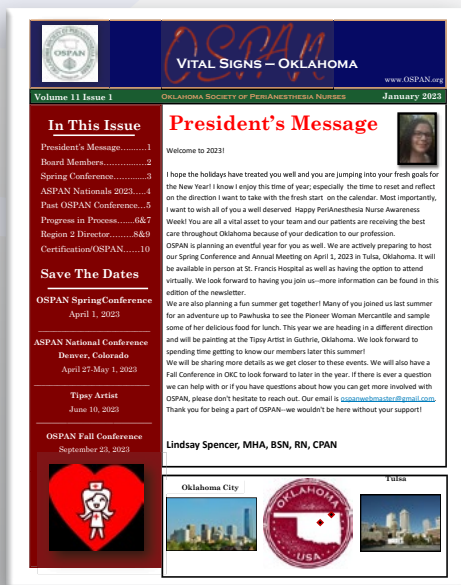 OKLAHOMA SOCIETY OF PERIANESTHESIA NURSES
OSPAN
OSPAN
VITAL SIGNS – OKLAHOMA
www.OSPAN.org
Volume 11 Issue 1
OKLAHOMA SOCIETY OF PERIANESTHESIA NURSES
January 2023
In This Issue
President's Message..........1
Board Members..............2
Spring Conference............3
ASPAN Nationals 2023.....4
Past OSPAN Conference...5
Progress in Process.......6&7
Region 2 Director.........8&9
Certification/OSPAN......10
Save The Dates
OSPAN SpringConference
April 1, 2023
ASPAN National Conference
Denver, Colorado
April 27-May 1, 2023
Tipsy Artist
June 10, 2023
OSPAN Fall Conference
September 23, 2023
President's Message
Welcome to 2023!
I hope the holidays have treated you well and you are jumping into your fresh goals for
the New Year! I know I enjoy this time of year; especially the time to reset and reflect
on the direction I want to take with the fresh start on the calendar. Most importantly,
I want to wish all of you a well deserved Happy PeriAnesthesia Nurse Awareness
Week! You are all a vital asset to your team and our patients are receiving the best
care throughout Oklahoma because of your dedication to our profession.
OSPAN is planning an eventful year for you as well. We are actively preparing to host
our Spring Conference and Annual Meeting on April 1, 2023 in Tulsa, Oklahoma. It will
be available in person at St. Francis Hospital as well as having the option to attend
virtually. We look forward to having you join us--more information can be found in this
edition of the newsletter.
We are also planning a fun summer get together! Many of you joined us last summer
for an adventure up to Pawhuska to see the Pioneer Woman Mercantile and sample
some of her delicious food for lunch. This year we are heading in a different direction
and will be painting at the Tipsy Artist in Guthrie, Oklahoma. We look forward to
spending time getting to know our members later this summer!
We will be sharing more details as we get closer to these events. We will also have a
Fall Conference in OKC to look forward to later in the year. If there is ever a question
we can help with or if you have questions about how you can get more involved with
OSPAN, please don't hesitate to reach out. Our email is ospanwebmaster@gmail.com.
Thank you for being a part of OSPAN--we wouldn't be here without your support!
Lindsay Spencer, MHA, BSN, RN, CPAN
Oklahoma City
OKLAHOMA
USA
Tulsa